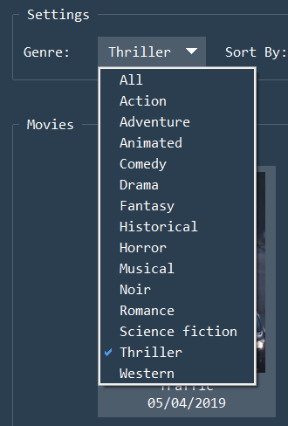 Settings
Genre: Thriller Sort By:
All
Action
Adventure
Movies
Animated
Comedy
Drama
Fantasy
Historical
Horror
Musical
Noir
Romance
Science fiction
Thriller
Western
Traffic
05/04/2019